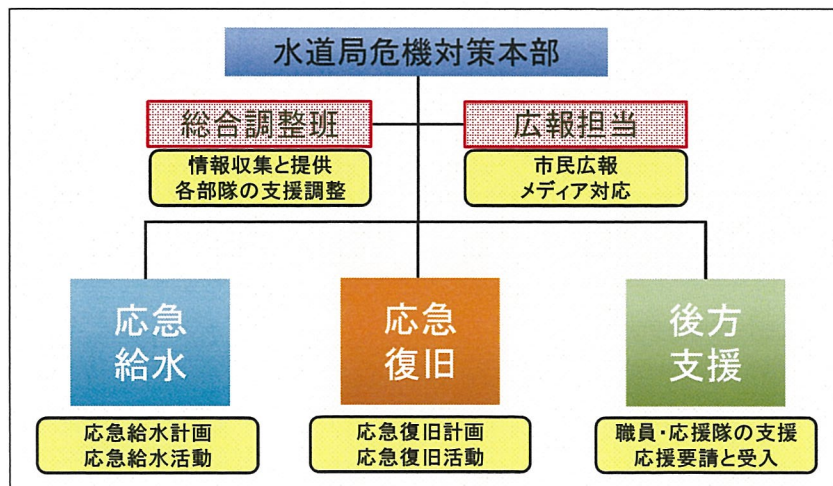 水道局危機対策本部
総合調整班
広報担当
情報収集と提供
各部隊の支援調整
市民広報
メディア対応
応急
給水
応急
復旧
後方
支援
応急給水計画
応急給水活動
応急復旧計画
応急復旧活動
職員・応援隊の支援
応援要請と受入